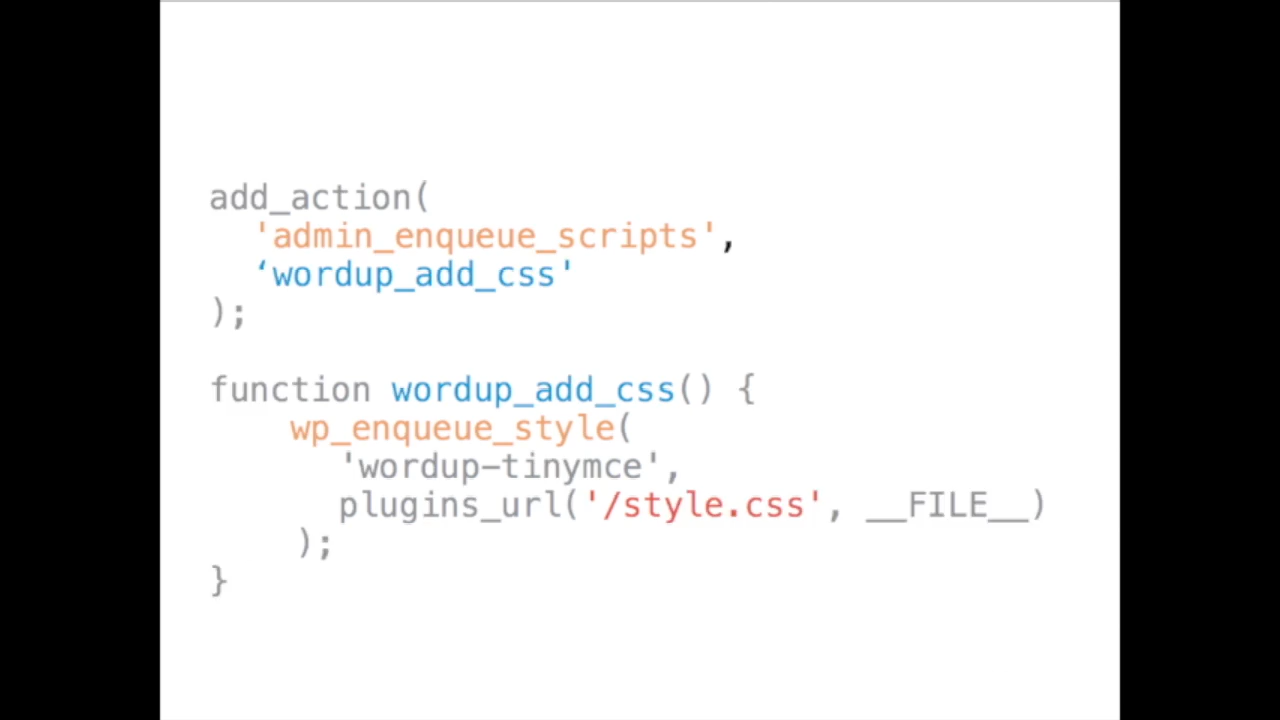 add_action(
'admin_enqueue_scripts',
‘wordup_add_css'
);
function wordup_add_css() {
wp_enqueue_style(
'wordup-tinymce',
plugins_url('/style.css', __FILE__)
);
}